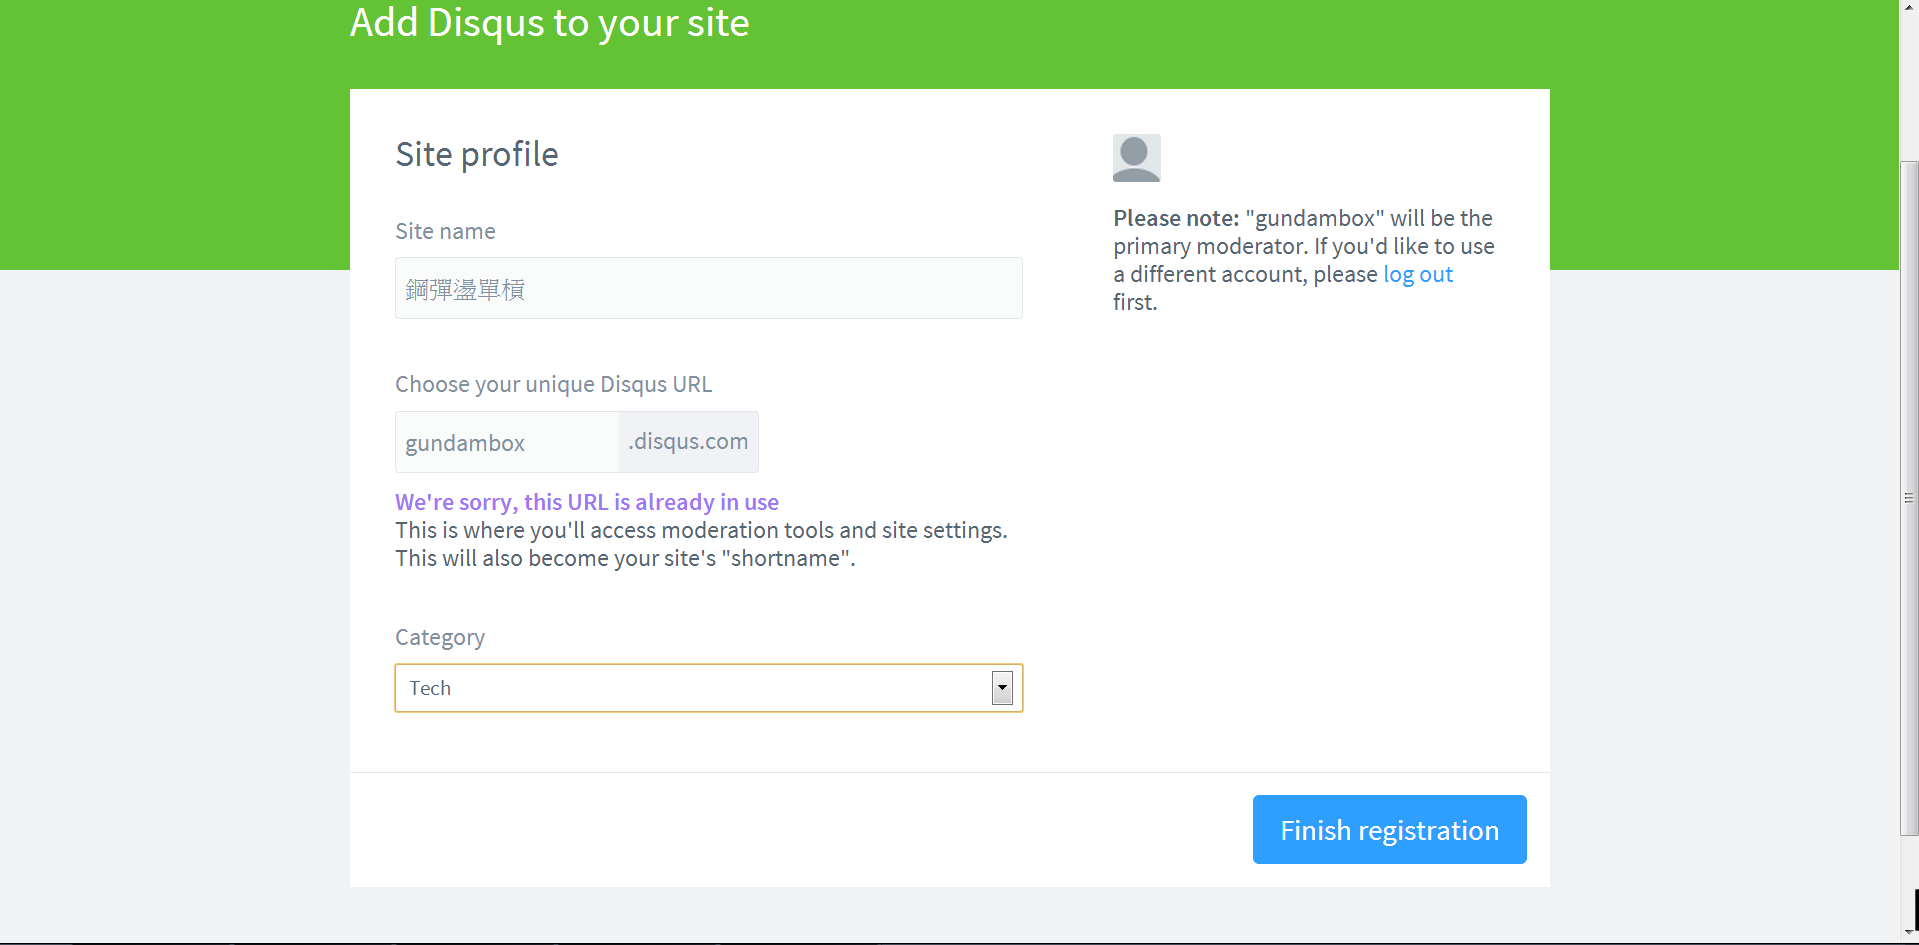 Add Disqus to your site
Site profile
Site name
鋼彈盪單槓
Choose your unique Disqus URL
gundambox .disqus.com
We're sorry, this URL is already in use
This is where you'll access moderation tools and site settings.
This will also become your site's "shortname".
Category
Tech
Please note: "gundambox" will be the
primary moderator. If you'd like to use
a different account, please log out
first.
Finish registration